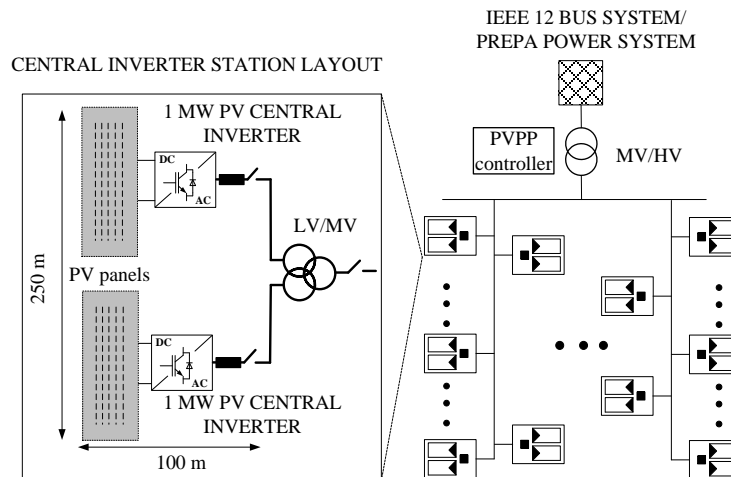 IEEE 12 BUS SYSTEM/
PREPA POWER SYSTEM
CENTRAL INVERTER STATION LAYOUT
1 MW PV CENTRAL
INVERTER
DC
AC
PVPP
controller
MV/HV
LV/MV
250 m
PV panels
DC
AC
1 MW PV CENTRAL
INVERTER
100 m